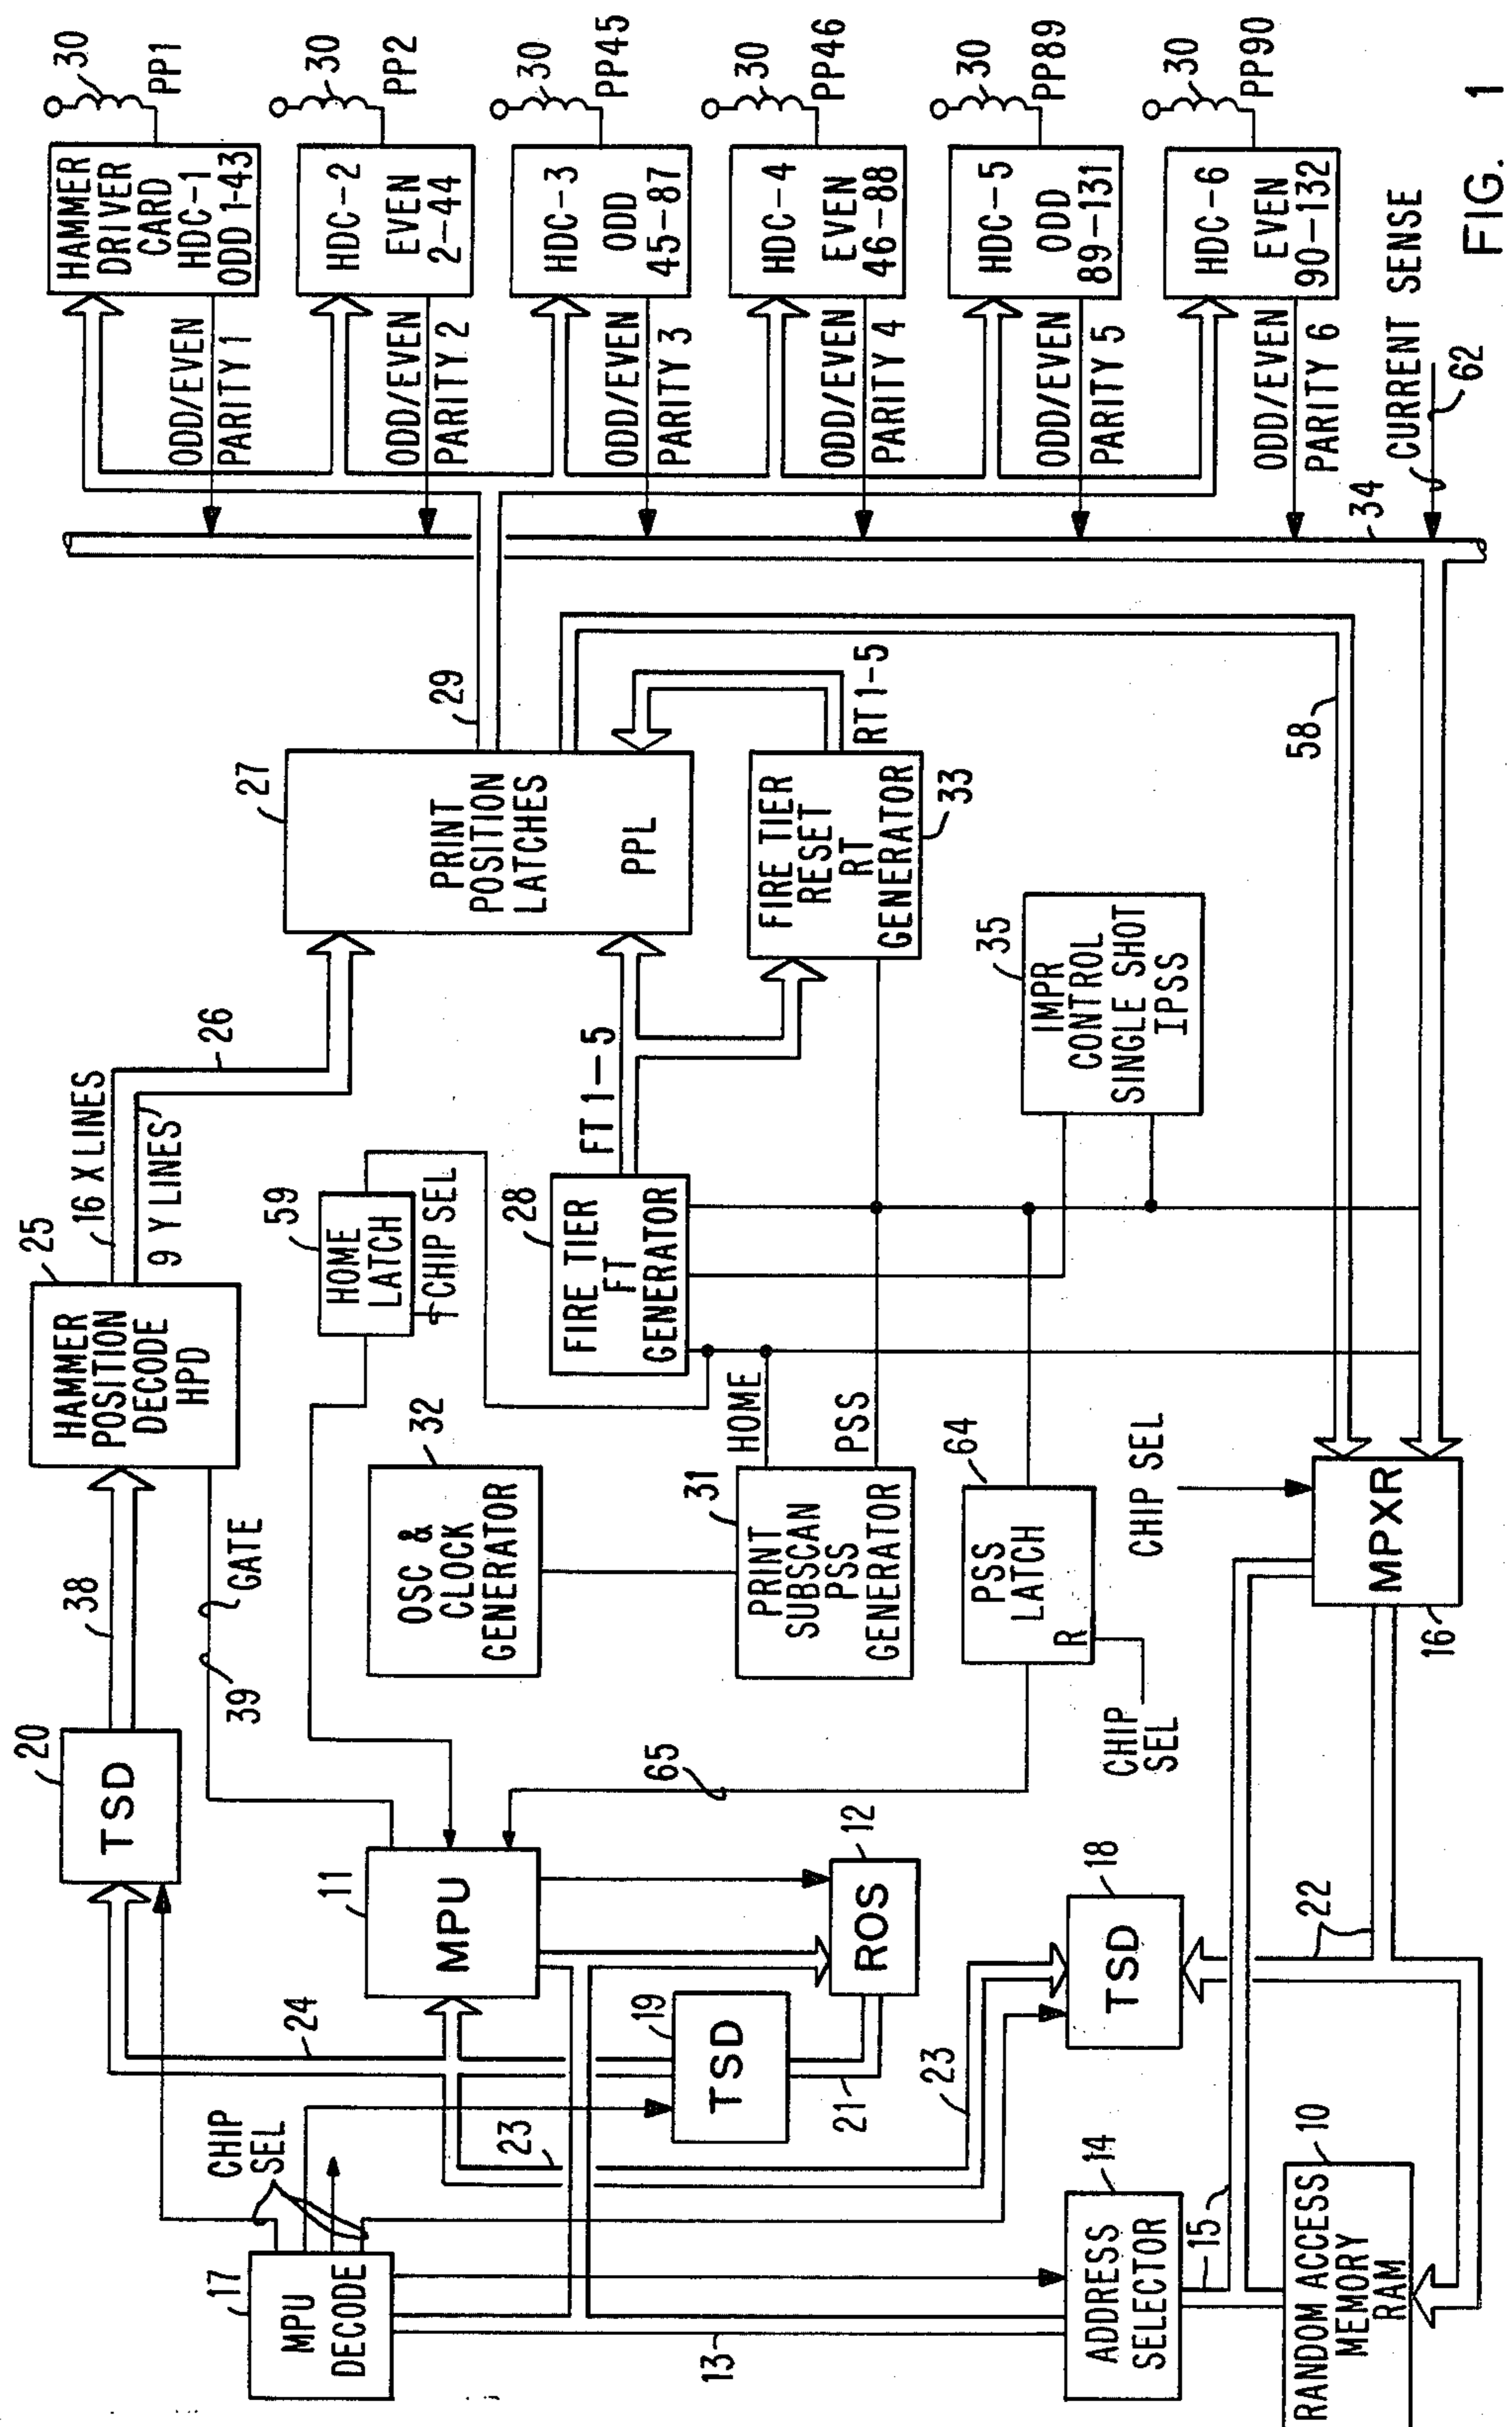 30
PP1
HAMMER
DRIVER
CARD
HDC-1
ODD 1-43
ODD/EVEN
PARITY 1
30
PP2
HDC-2
EVEN
2-44
ODD/EVEN
PARITY 2
30
PP45
HDC-3
ODD
45-87
ODD/EVEN
PARITY 3
30
PP46
HDC-4
EVEN
46-88
ODD/EVEN
PARITY 4
30
PP89
HDC-5
ODD
89-131
ODD/EVEN
PARITY 5
30
PP90
HDC-6
EVEN
90-132
ODD/EVEN
PARITY 6
CURRENT SENSE
62
34
FIG. 1
29
27
PRINT
POSITION
LATCHES
PPL
RT1-5
FIRE TIER
RESET
RT
GENERATOR
33
58
26
16 X LINES
9 Y LINES
25
HAMMER
POSITION
DECODE
HPD
59
HOME
LATCH
CHIP SEL
FT 1-5
28
FIRE TIER
FT
GENERATOR
35
IMPR
CONTROL
SINGLE SHOT
IPSS
HOME
PSS
32
OSC &
CLOCK
GENERATOR
31
PRINT
SUBSCAN
PSS
GENERATOR
64
PSS
LATCH
R
CHIP
SEL
CHIP SEL
MPXR
16
38
GATE
39
20
TSD
65
11
MPU
12
ROS
18
TSD
22
24
19
TSD
21
23
23
CHIP
SEL
17
MPU
DECODE
13
14
ADDRESS
SELECTOR
15
10
RANDOM ACCESS
MEMORY
RAM